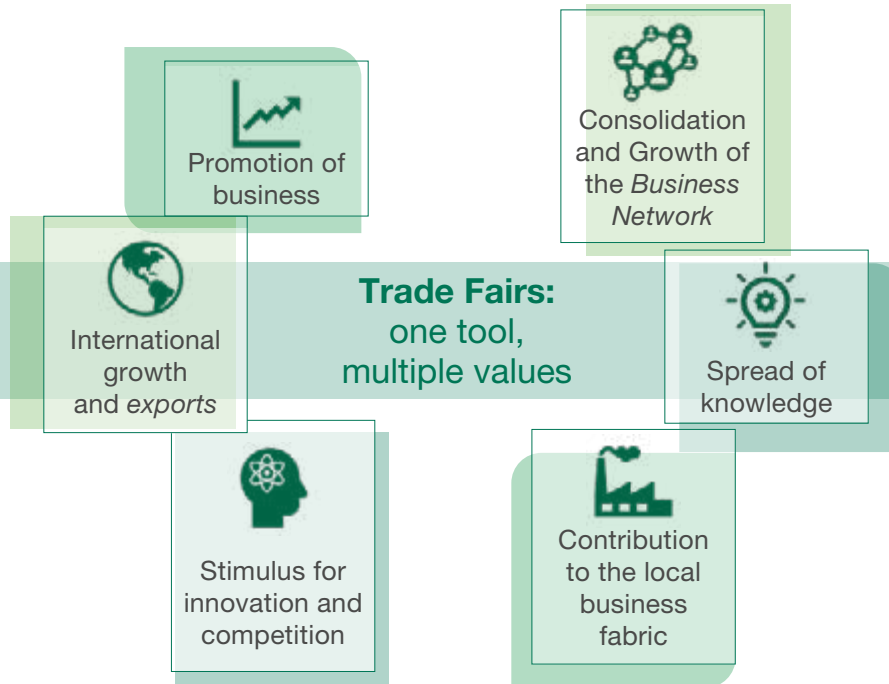 Promotion of
business
Consolidation
and Growth of
the Business
Network
International
growth
and exports
Trade Fairs:
one tool,
multiple values
Spread of
knowledge
Stimulus for
innovation and
competition
Contribution
to the local
business
fabric